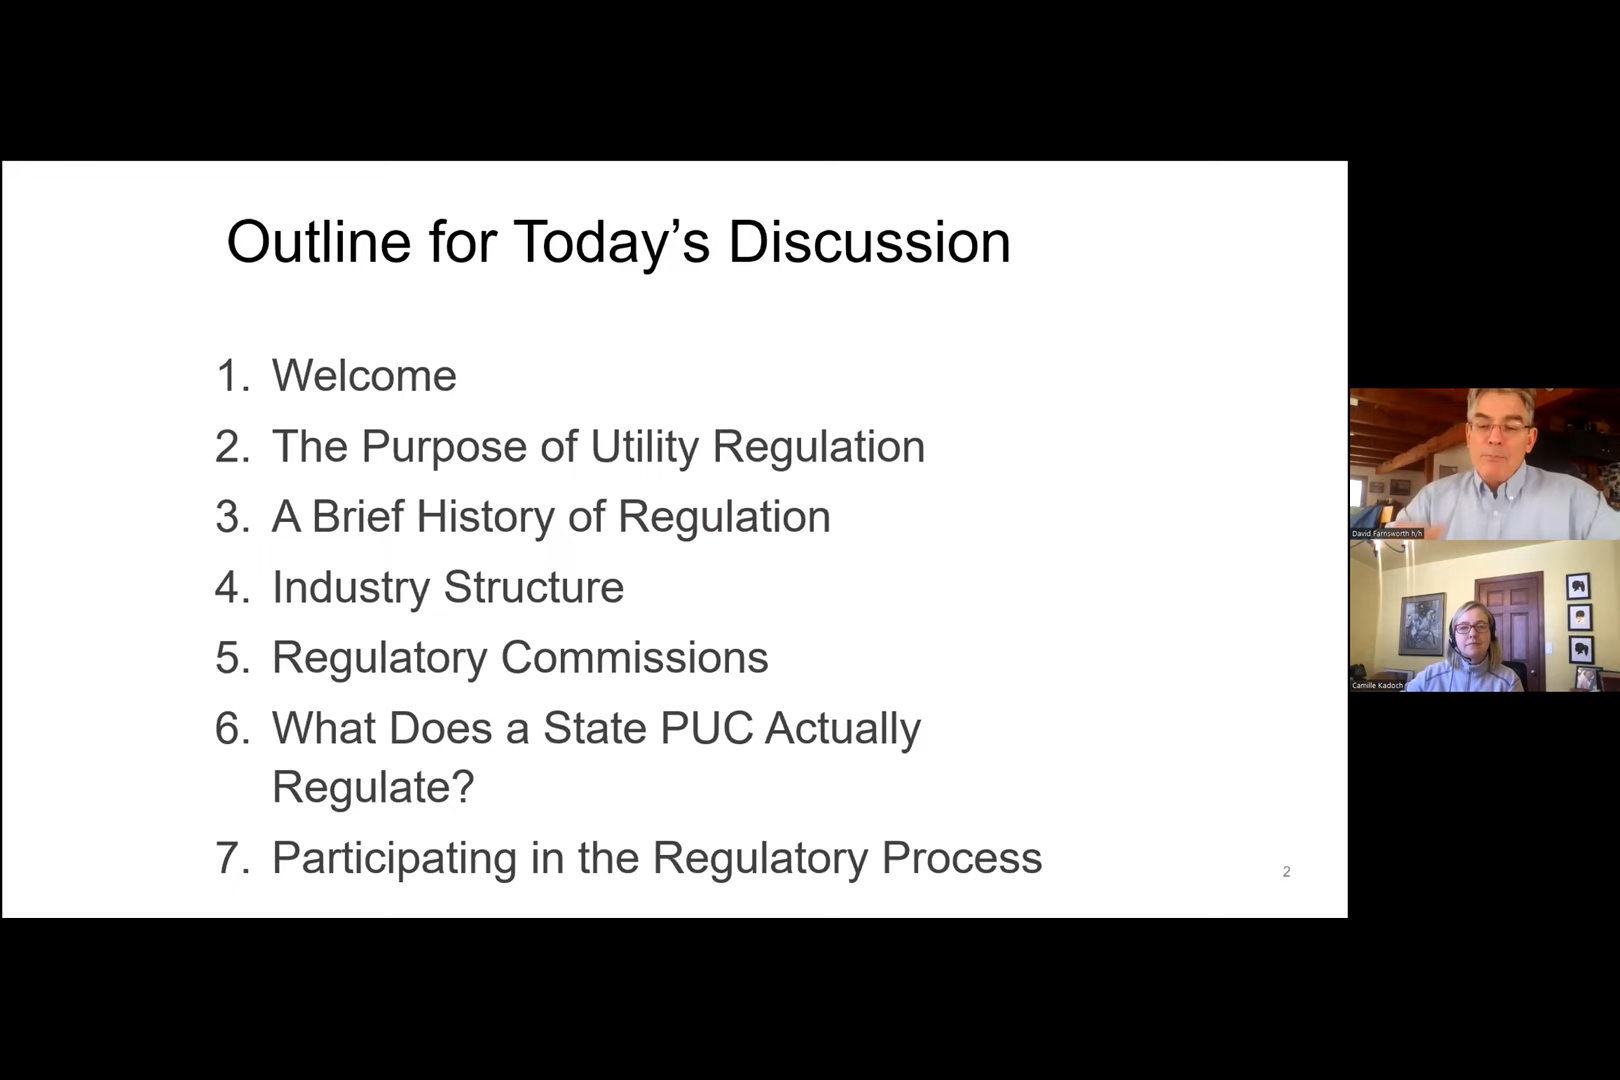 Outline for Today’s Discussion
1. Welcome
2. The Purpose of Utility Regulation
3. A Brief History of Regulation
4. Industry Structure
5. Regulatory Commissions
6. What Does a State PUC Actually
Regulate?
7. Participating in the Regulatory Process
2
David Farnsworth h/h
Camille Kadoch